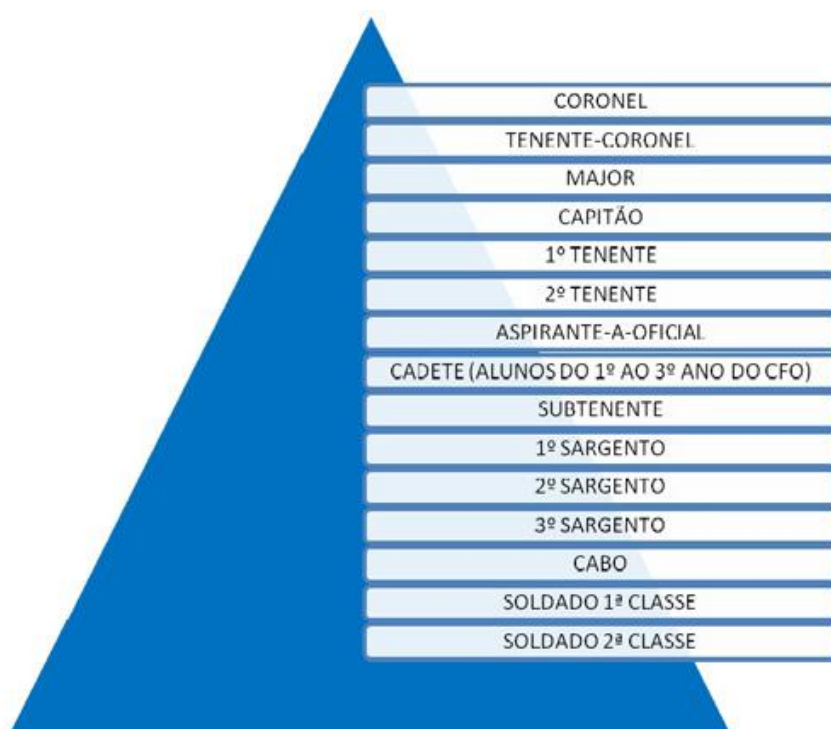 CORONEL
TENENTE-CORONEL
MAJOR
CAPITÃO
1º TENENTE
2º TENENTE
ASPIRANTE-A-OFICIAL
CADETE (ALUNOS DO 1º AO 3º ANO DO CFO)
SUBTENENTE
1º SARGENTO
2º SARGENTO
3º SARGENTO
CABO
SOLDADO 1ª CLASSE
SOLDADO 2ª CLASSE